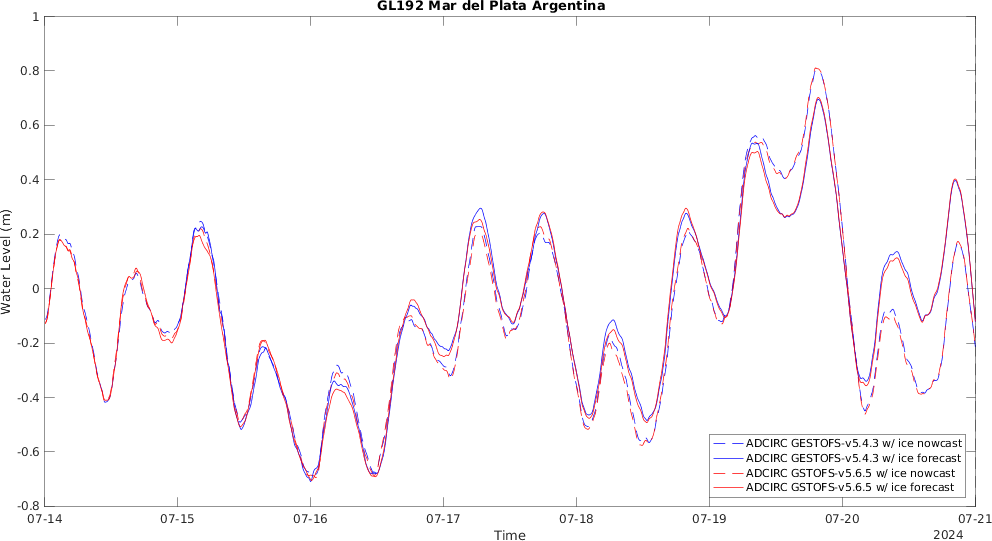 GL192 Mar del Plata Argentina
1
0.8
0.6
0.4
0.2
0
-0.2
-0.4
-0.6
-0.8
Water Level (m)
ADCIRC GESTOFS-v5.4.3 w/ ice nowcast
ADCIRC GESTOFS-v5.4.3 w/ ice forecast
ADCIRC GSTOFS-v5.6.5 w/ ice nowcast
ADCIRC GSTOFS-v5.6.5 w/ ice forecast
07-14 07-15 07-16 07-17 07-18 07-19 07-20 07-21
Time
2024